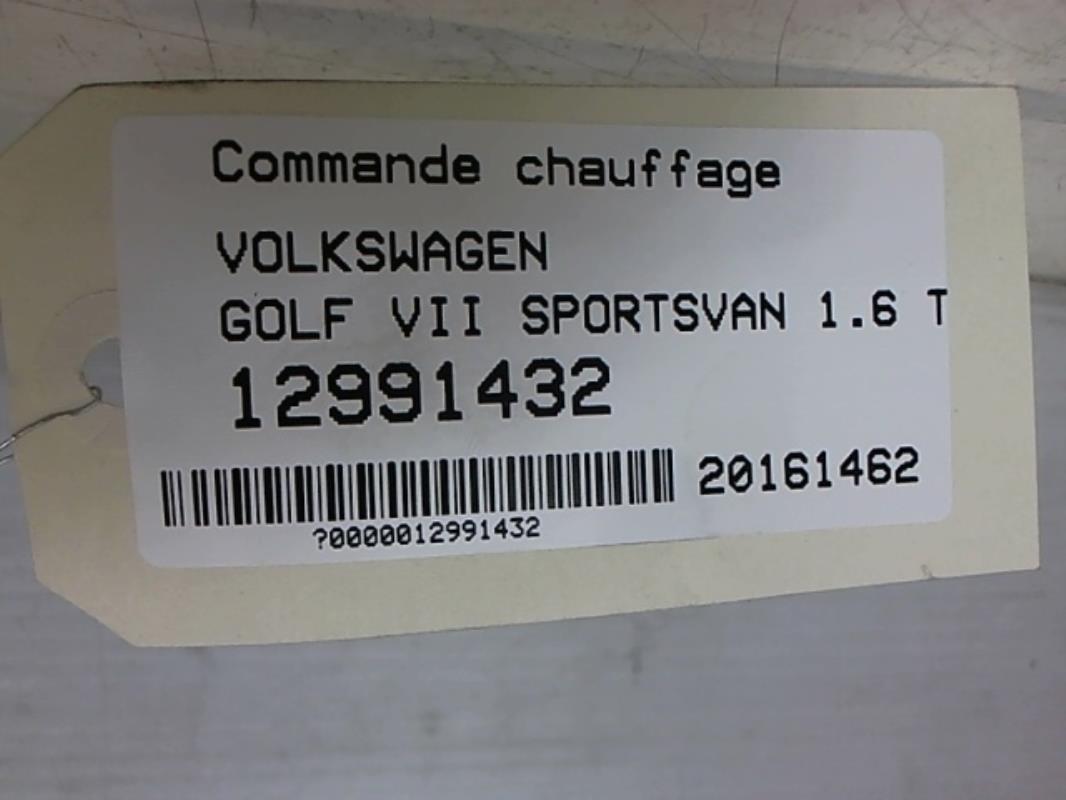 Commande chauffage
VOLKSWAGEN
GOLF VII SPORTSVAN 1.6 T
12991432
20161462
?0000012991432